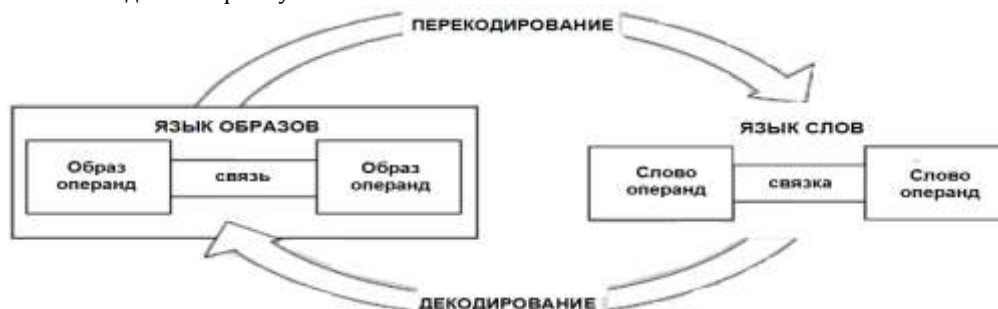 ПЕРЕКОДИРОВАНИЕ
ЯЗЫК ОБРАЗОВ
ЯЗЫК СЛОВ
Образ операнд
связь
Образ операнд
Слово операнд
связка
Слово операнд
ДЕКОДИРОВАНИЕ